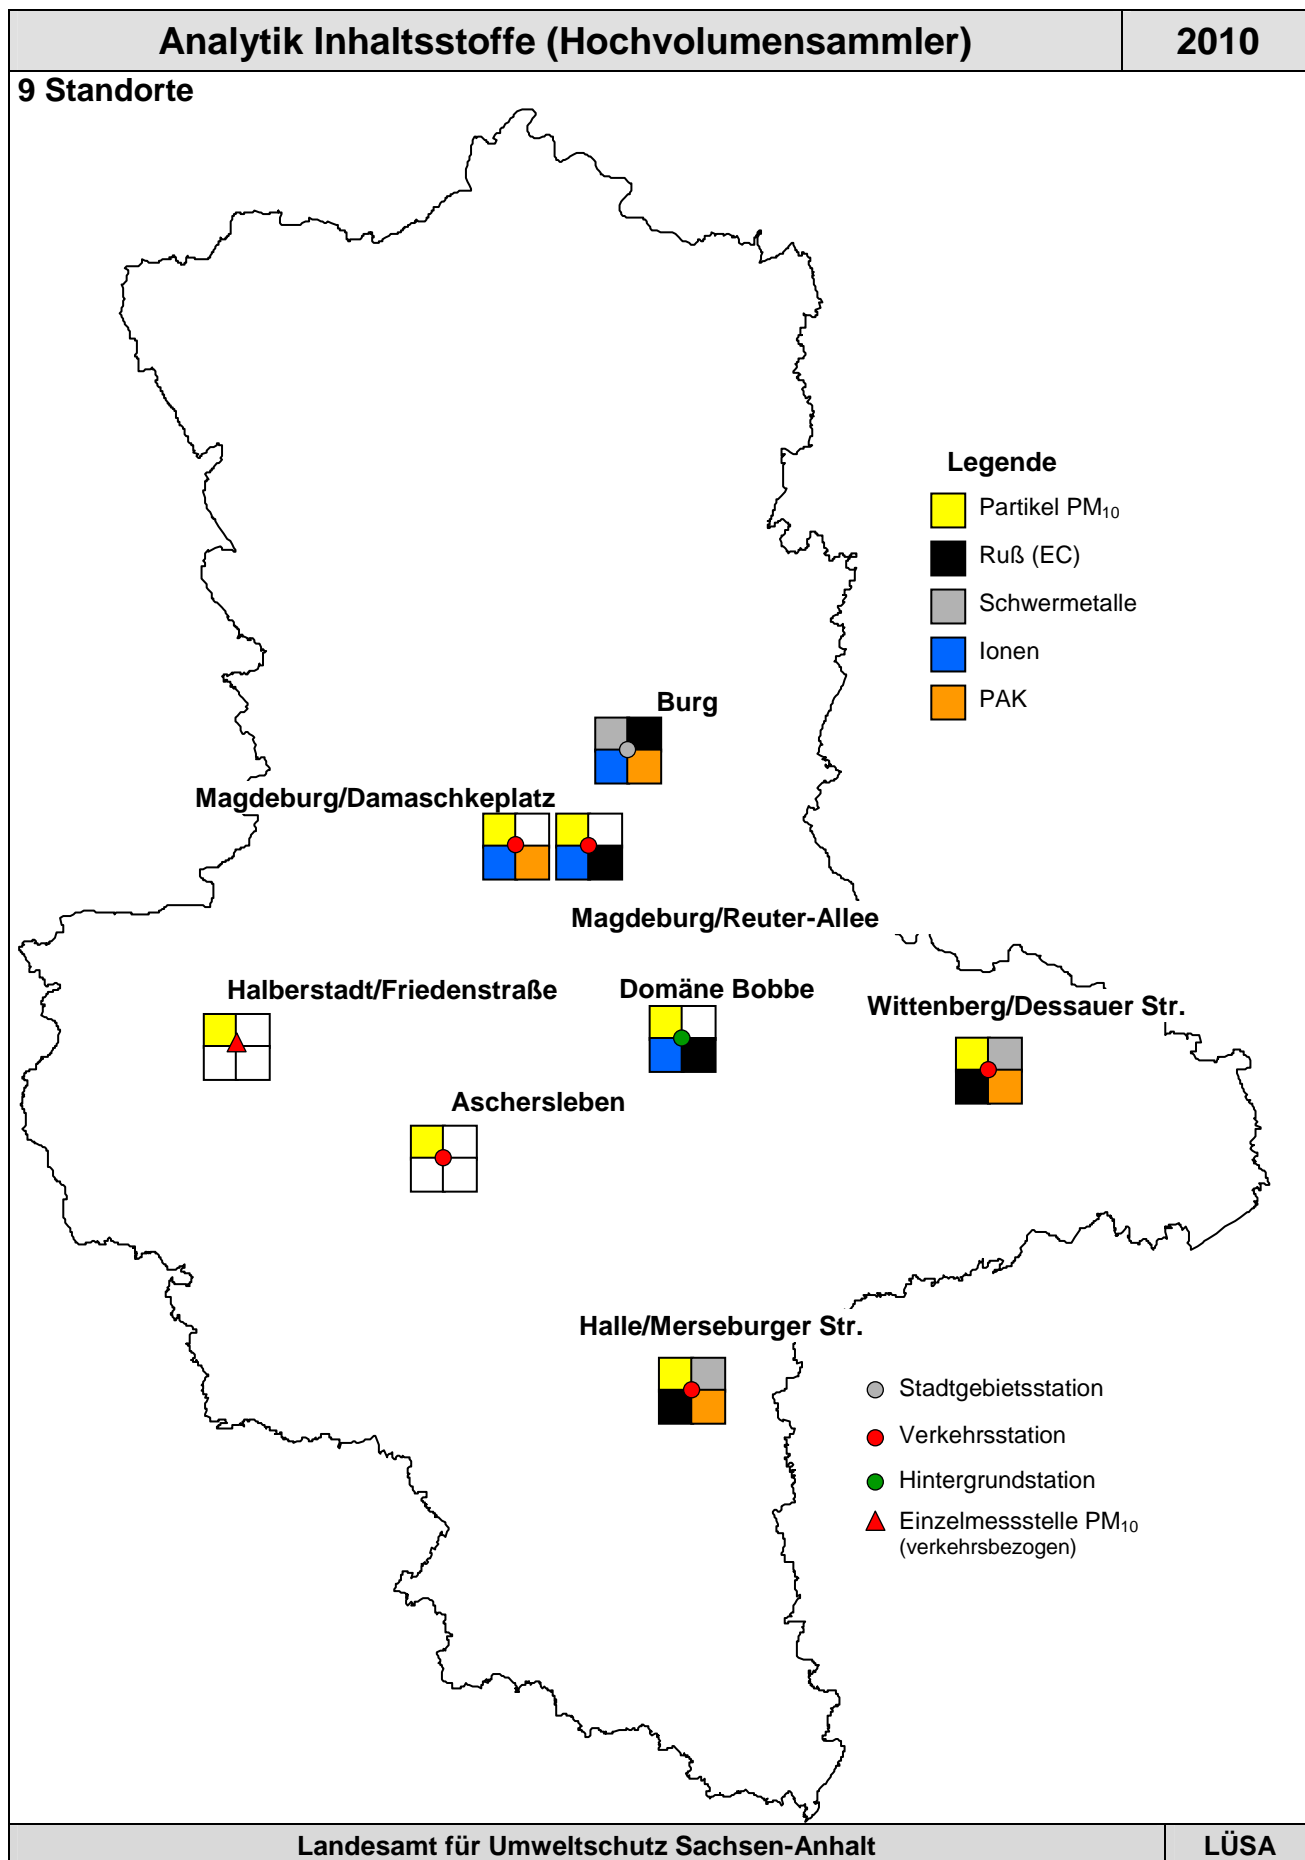 Analytik Inhaltsstoffe (Hochvolumensammler)
2010
9 Standorte
Legende
Partikel PM₁₀
Ruß (EC)
Schwermetalle
Ionen
PAK
Burg
Magdeburg/Damaschkeplatz
Magdeburg/Reuter-Allee
Halberstadt/Friedenstraße
Domäne Bobbe
Wittenberg/Dessauer Str.
Aschersleben
Halle/Merseburger Str.
Stadtgebietsstation
Verkehrsstation
Hintergrundstation
Einzelmessstelle PM₁₀
(verkehrsbezogen)
Landesamt für Umweltschutz Sachsen-Anhalt
LÜSA